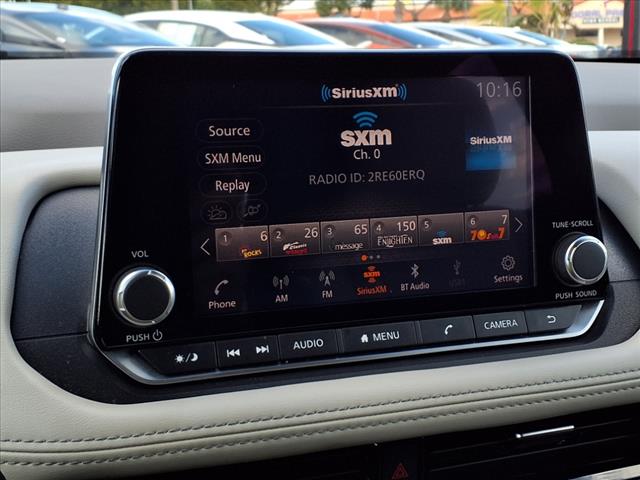 SiriusXM
10:16
Source
sxm
SiriusXM
Ch. 0
SXM Menu
RADIO ID: 2RE60ERQ
Replay
1 6 2 26 3 65 4 150 5 6 7
ROCKS message ENLIGHTEN sxm 70s on 7
TUNE·SCROLL
VOL
Phone AM FM SiriusXM BT Audio Settings
PUSH SOUND
PUSH
AUDIO MENU CAMERA